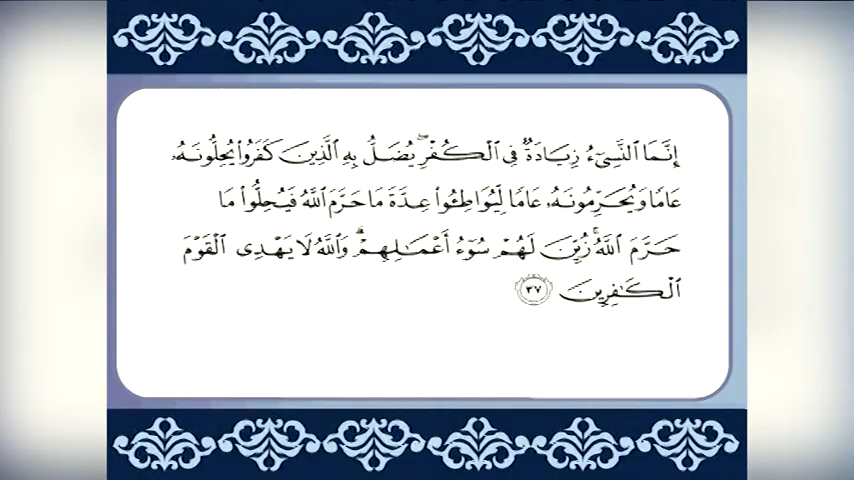 إِنَّمَا ٱلنَّسِىٓءُ زِيَادَةٌ فِى ٱلْكُفْرِ ۖ يُضَلُّ بِهِ ٱلَّذِينَ كَفَرُوا۟ يُحِلُّونَهُۥ
عَامًا وَيُحَرِّمُونَهُۥ عَامًا لِّيُوَاطِـُٔوا۟ عِدَّةَ مَا حَرَّمَ ٱللَّهُ فَيُحِلُّوا۟ مَا
حَرَّمَ ٱللَّهُ ۚ زُيِّنَ لَهُمْ سُوٓءُ أَعْمَـٰلِهِمْ ۗ وَٱللَّهُ لَا يَهْدِى ٱلْقَوْمَ
ٱلْكَـٰفِرِينَ ٣٧